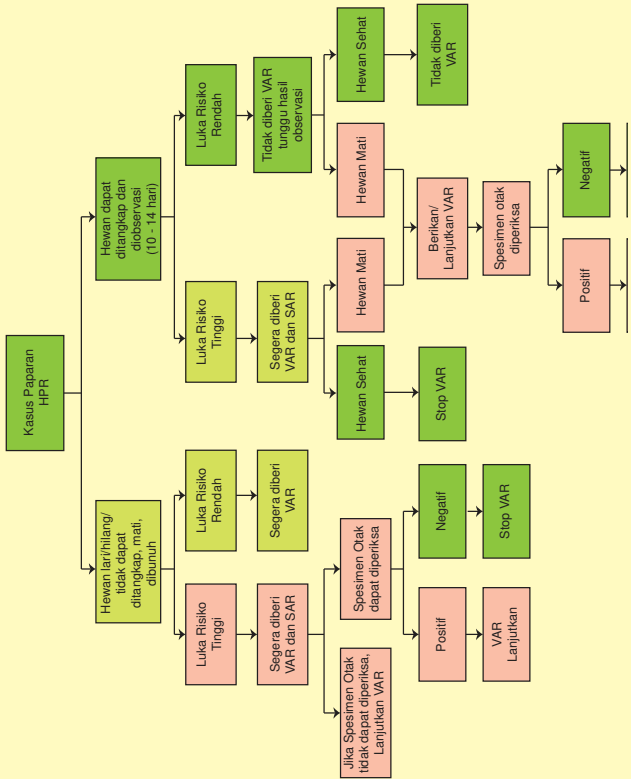 Kasus Paparan
HPR
Hewan lari/hilang/
tidak dapat
ditangkap, mati,
dibunuh
Hewan dapat
ditangkap dan
diobservasi
(10 - 14 hari)
Luka Risiko
Tinggi
Luka Risiko
Rendah
Luka Risiko
Tinggi
Luka Risiko
Rendah
Segera diberi
VAR dan SAR
Segera diberi
VAR
Segera diberi
VAR dan SAR
Tidak diberi VAR
tunggu hasil
observasi
Jika Spesimen Otak
tidak dapat diperiksa,
Lanjutkan VAR
Spesimen Otak
dapat diperiksa
Hewan Sehat
Hewan Mati
Hewan Mati
Hewan Sehat
Positif
Negatif
Stop VAR
Berikan/
Lanjutkan VAR
Tidak diberi
VAR
VAR
Lanjutkan
Stop VAR
Spesimen otak
diperiksa
Positif
Negatif